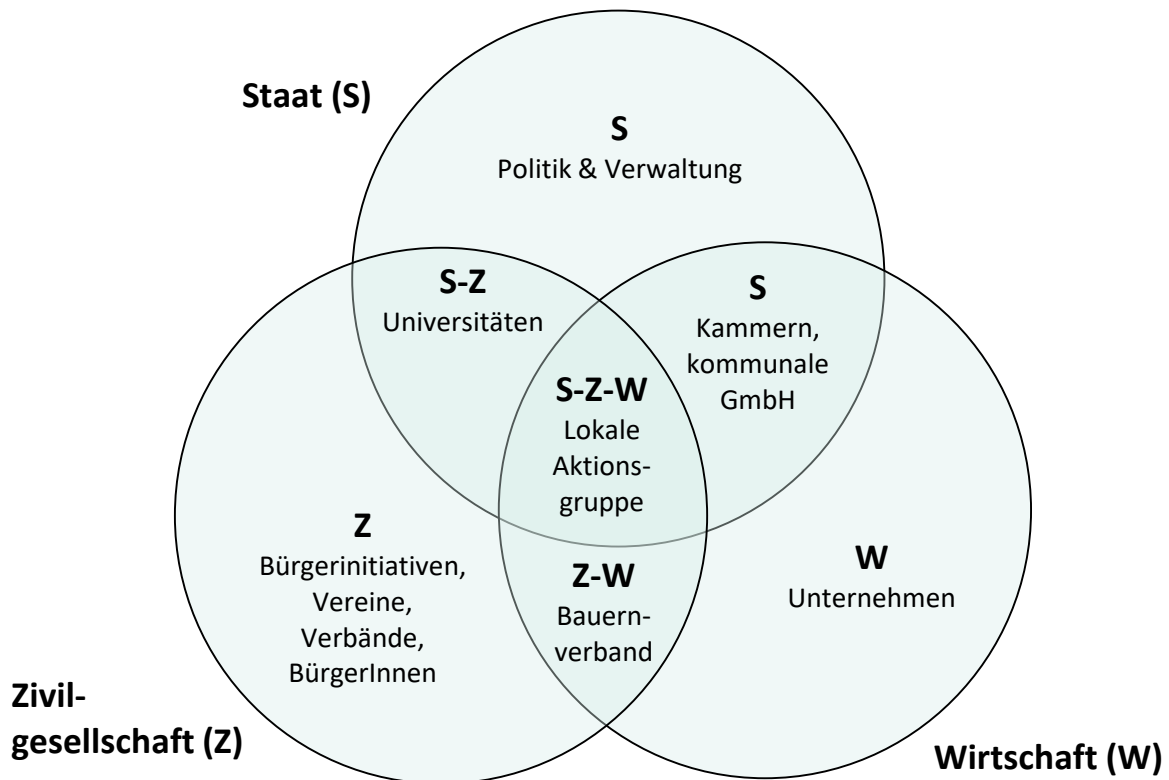 Staat (S)
S
Politik & Verwaltung
S-Z
Universitäten
S
Kammern,
kommunale
GmbH
S-Z-W
Lokale
Aktions-
gruppe
Z
Bürgerinitiativen,
Vereine,
Verbände,
BürgerInnen
Z-W
Bauern-
verband
W
Unternehmen
Zivil-
gesellschaft (Z)
Wirtschaft (W)